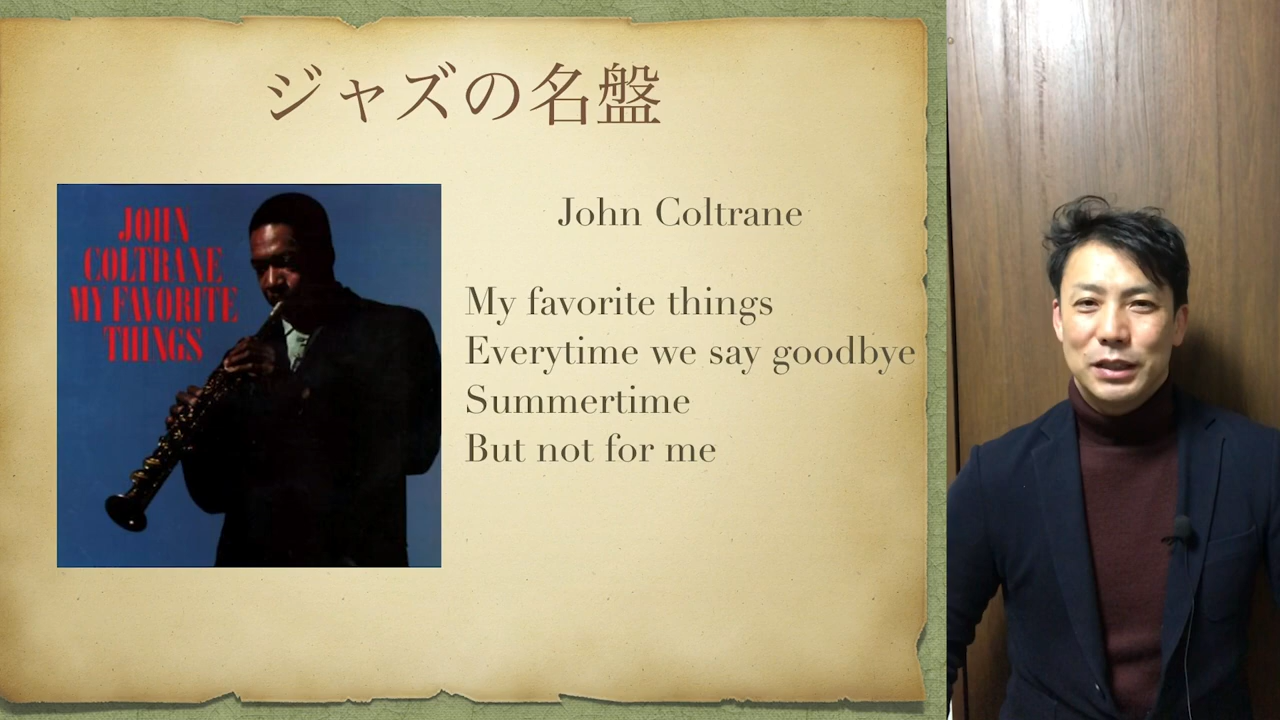 ジャズの名盤
JOHN
COLTRANE
MY FAVORITE
THINGS
John Coltrane
My favorite things
Everytime we say goodbye
Summertime
But not for me